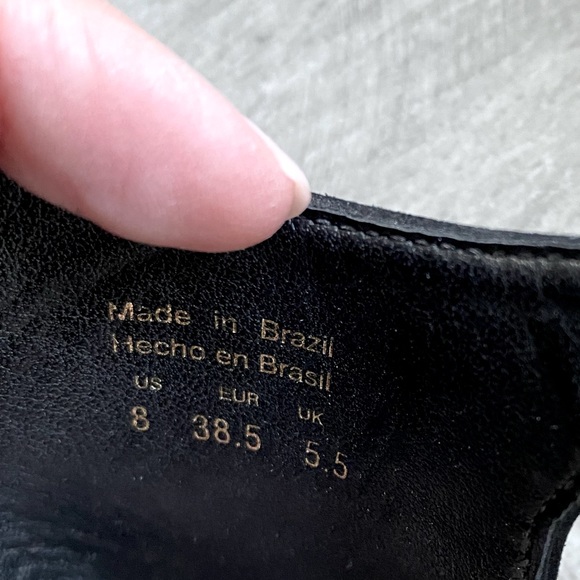 Made in Brazil
Hecho en Brasil
US EUR UK
8 38.5 5.5